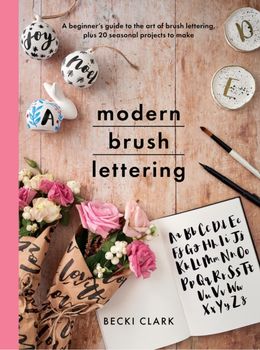 A beginner's guide to the art of brush lettering,
plus 20 seasonal projects to make
joy
noel
A
D
E
modern
brush
lettering
Aa Bb Cc Dd Ee
Ff Gg Hh Ii Jj
Kk Ll Mm Nn Oo
Pp Qq Rr Ss Tt
Uu Vv Ww
Xx Yy Zz
BECKI CLARK